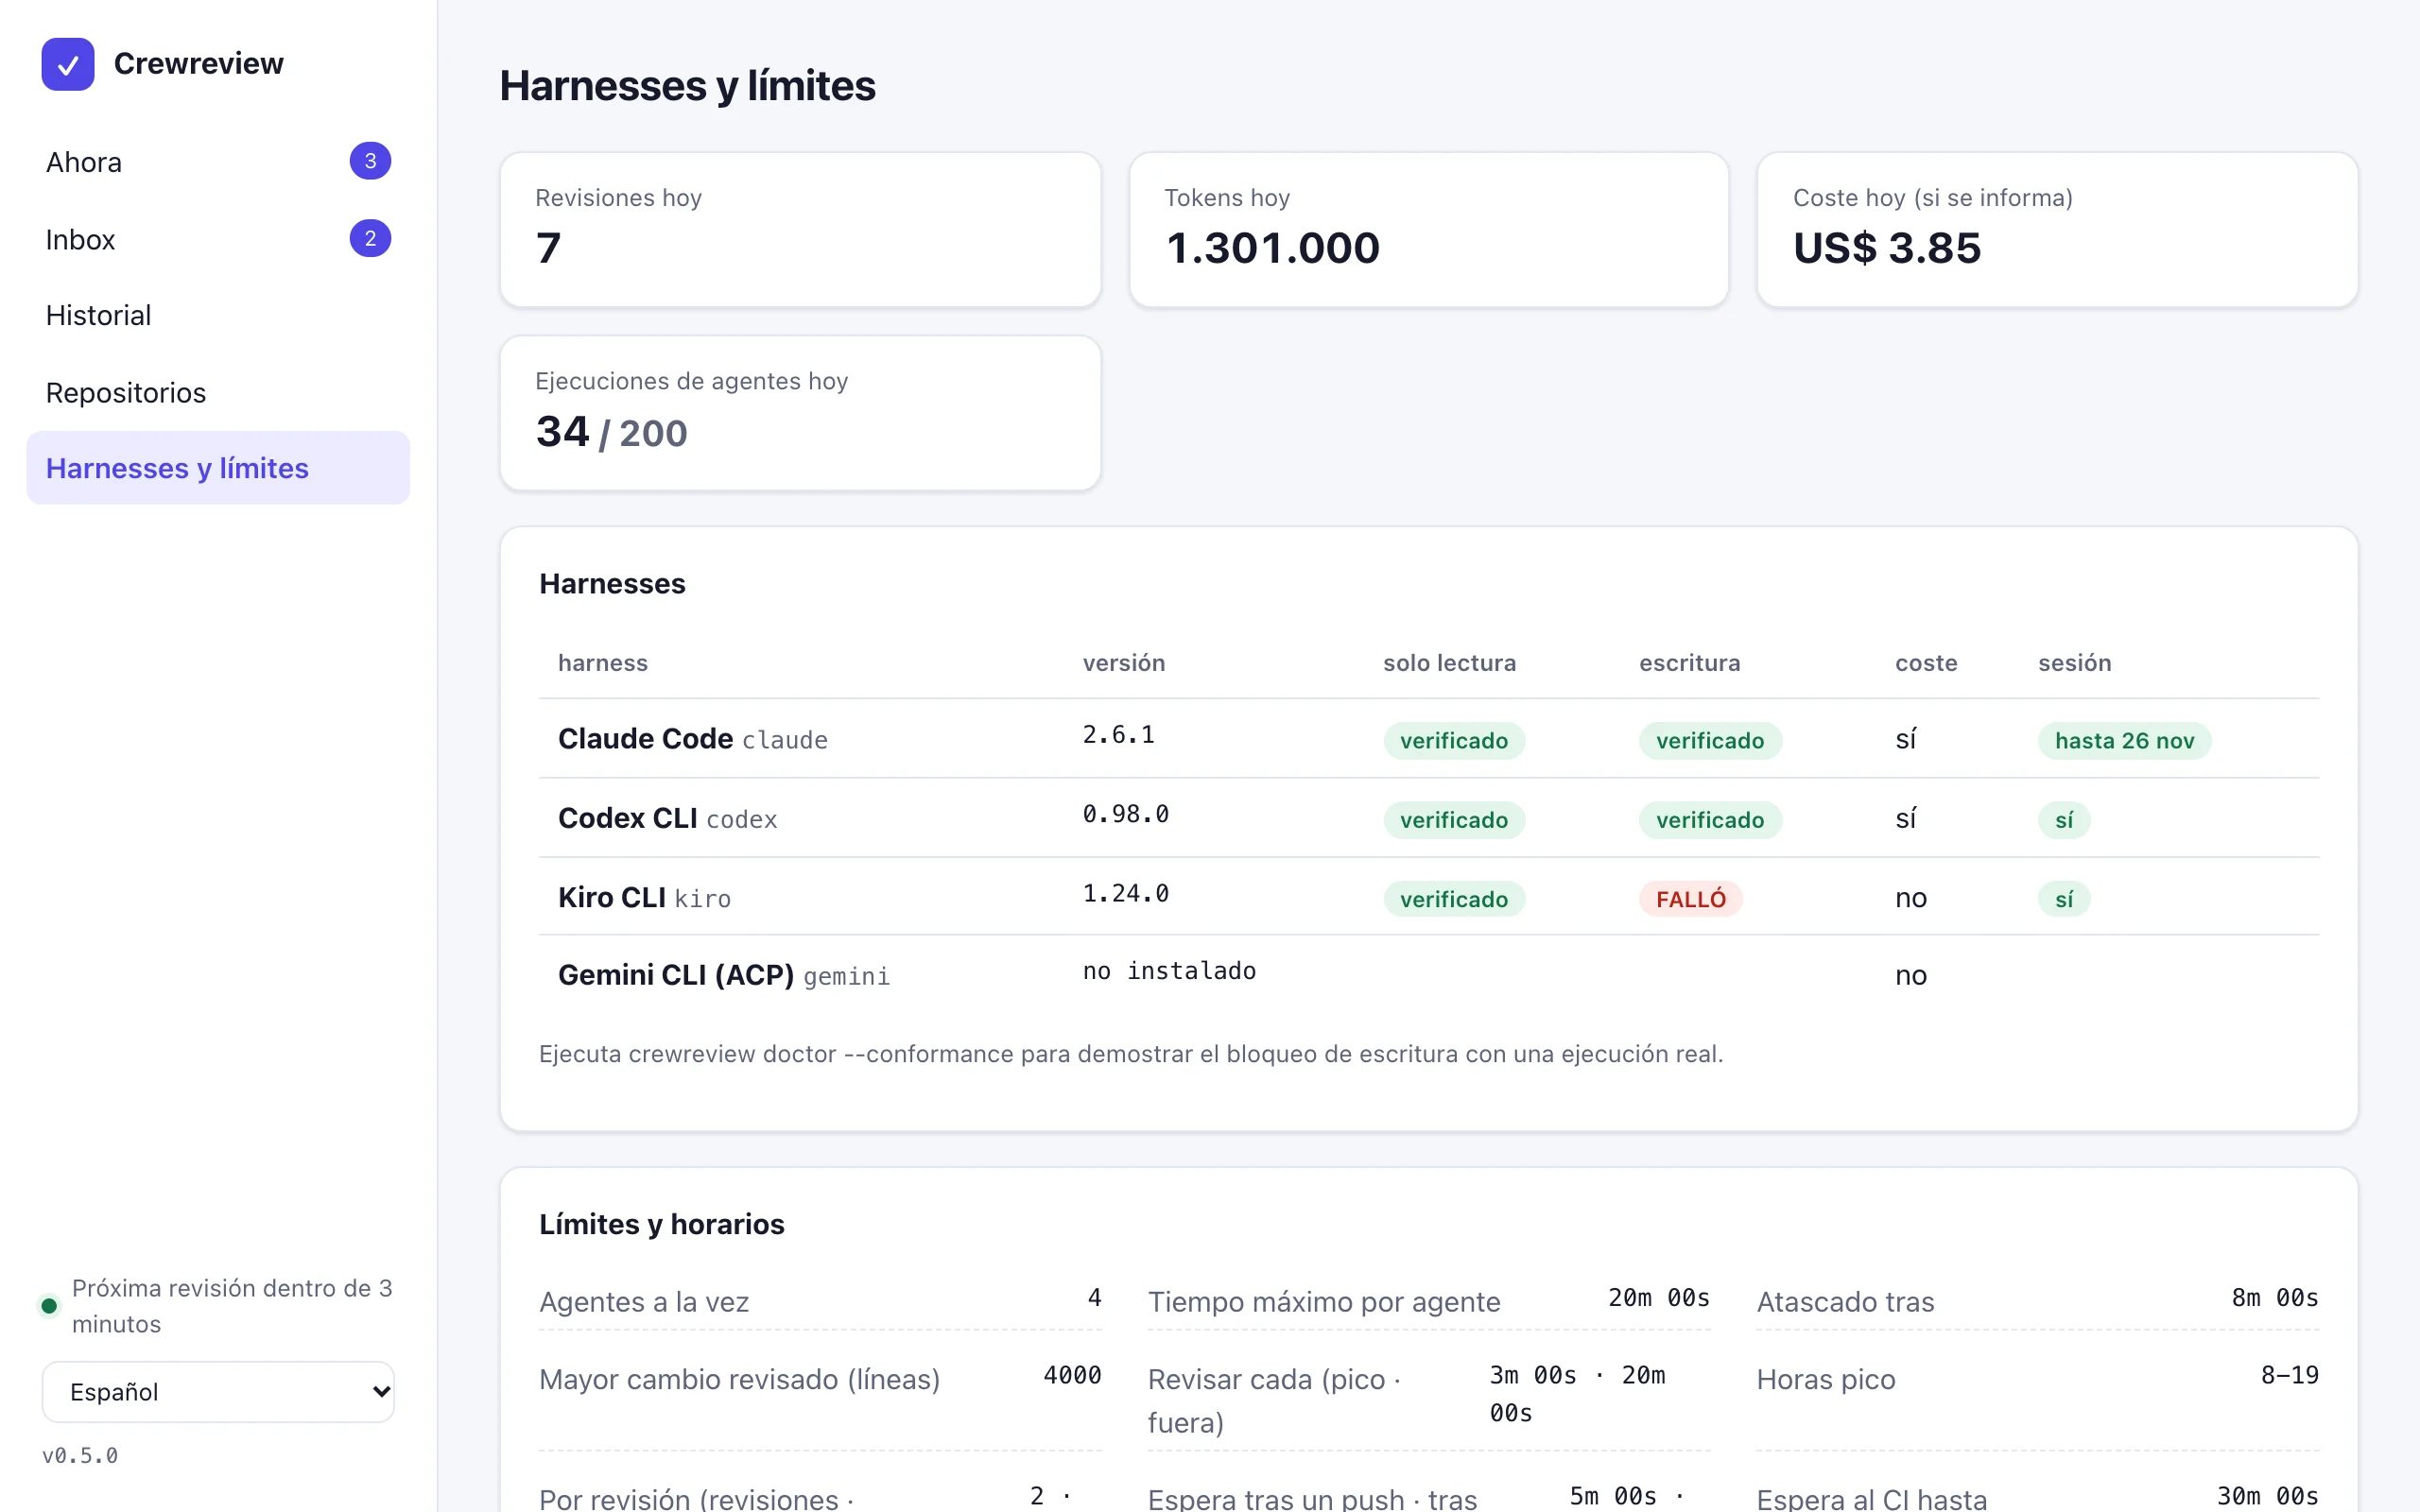 Crewreview
Ahora 3
Inbox 2
Historial
Repositorios
Harnesses y límites
Próxima revisión dentro de 3
minutos
Español
v0.5.0
Harnesses y límites
Revisiones hoy
7
Tokens hoy
1.301.000
Coste hoy (si se informa)
US$ 3.85
Ejecuciones de agentes hoy
34 / 200
Harnesses
harness versión solo lectura escritura coste sesión
Claude Code claude 2.6.1 verificado verificado sí hasta 26 nov
Codex CLI codex 0.98.0 verificado verificado sí sí
Kiro CLI kiro 1.24.0 verificado FALLÓ no sí
Gemini CLI (ACP) gemini no instalado no
Ejecuta crewreview doctor --conformance para demostrar el bloqueo de escritura con una ejecución real.
Límites y horarios
Agentes a la vez 4
Tiempo máximo por agente 20m 00s
Atascado tras 8m 00s
Mayor cambio revisado (líneas) 4000
Revisar cada (pico ·
fuera)
3m 00s · 20m
00s
Horas pico 8–19
Por revisión (revisiones · 2 ·
Espera tras un push · tras 5m 00s ·
Espera al CI hasta 30m 00s